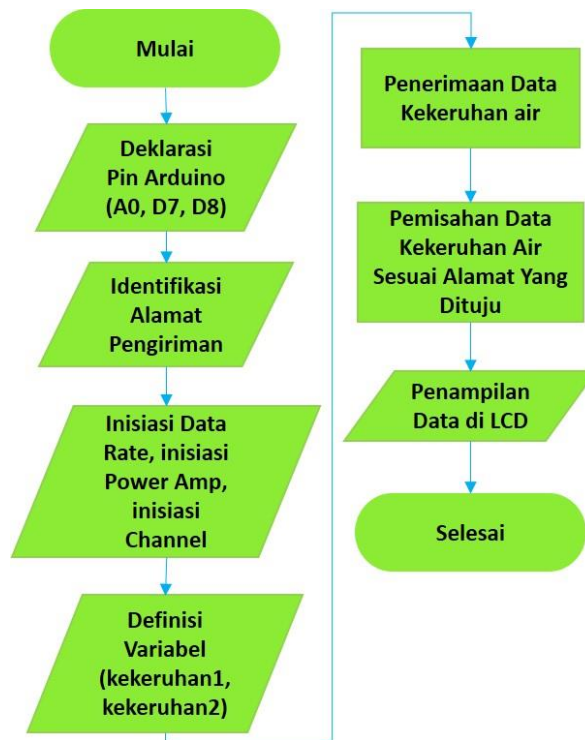 Mulai
Deklarasi
Pin Arduino
(A0, D7, D8)
Identifikasi
Alamat
Pengiriman
Inisiasi Data
Rate, inisiasi
Power Amp,
inisiasi
Channel
Definisi
Variabel
(kekeruhan1,
kekeruhan2)
Penerimaan Data
Kekeruhan air
Pemisahan Data
Kekeruhan Air
Sesuai Alamat Yang
Dituju
Penampilan
Data di LCD
Selesai